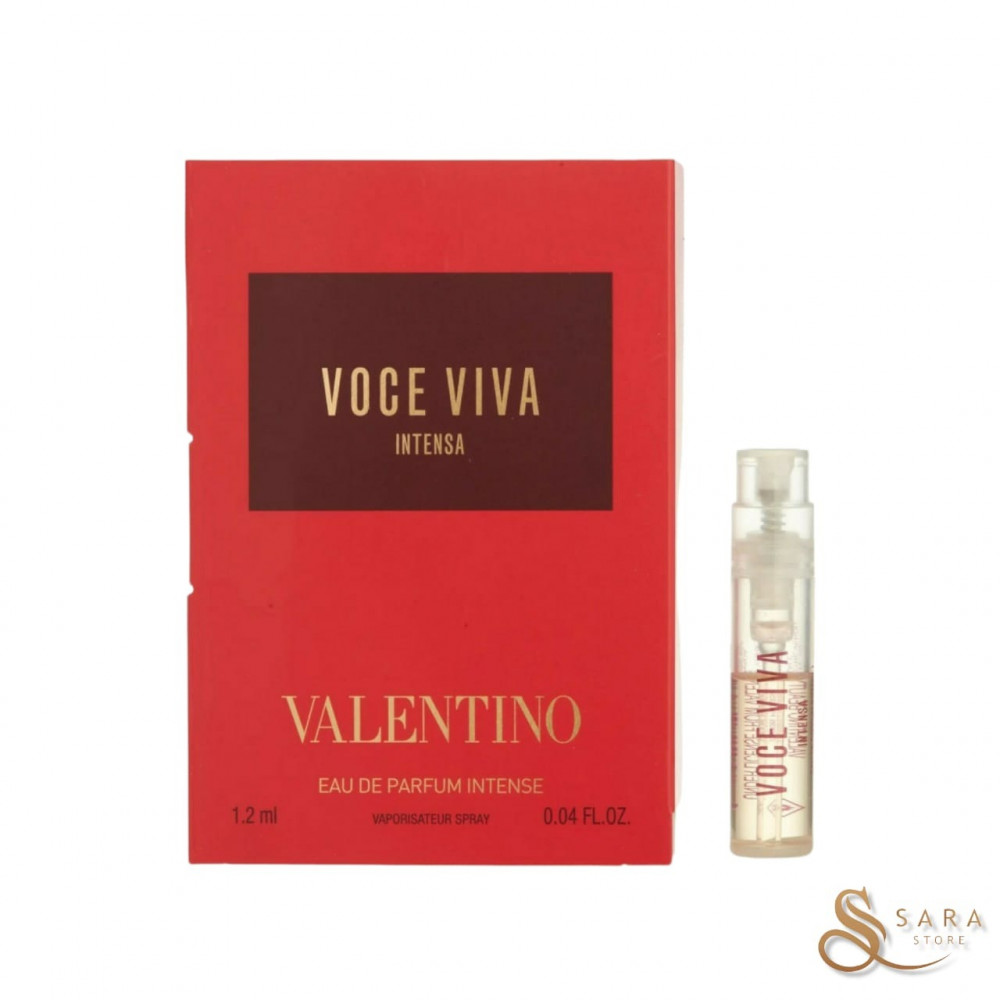 VOCE VIVA
INTENSA
VALENTINO
EAU DE PARFUM INTENSE
1.2 ml VAPORISATEUR SPRAY 0.04 FL.OZ.
VOCE VIVA
INTENSA
SARA
STORE